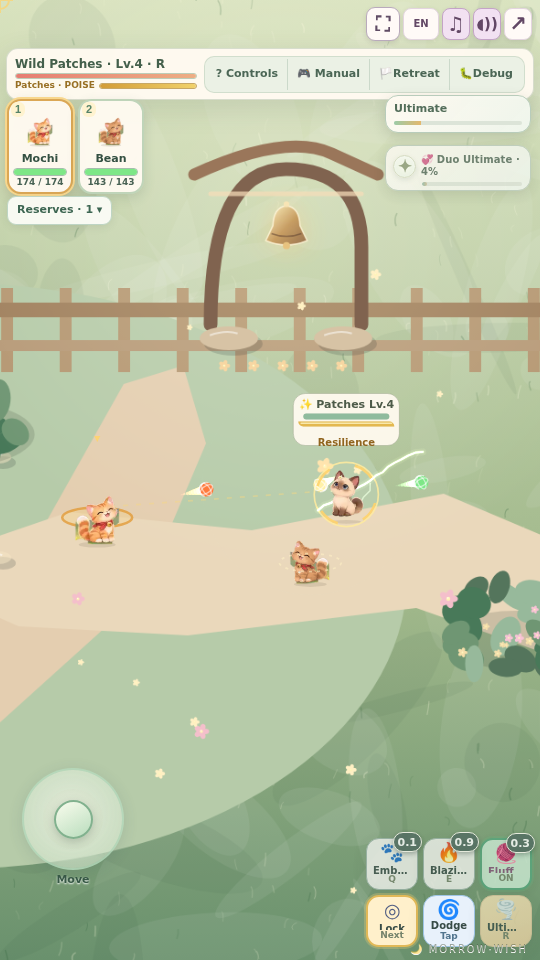 EN
Wild Patches · Lv.4 · R
Patches · POISE
? Controls
🎮 Manual
🏳️Retreat
🐛Debug
1
Mochi
174 / 174
2
Bean
143 / 143
Reserves · 1 ▾
Ultimate
💞 Duo Ultimate ·
4%
✨ Patches Lv.4
Resilience
Move
0.1
Emb…
Q
0.9
Blazi…
E
0.3
Fluff
ON
Lock
Next
Dodge
Tap
Ulti…
R
🌙 MORROW-WISH